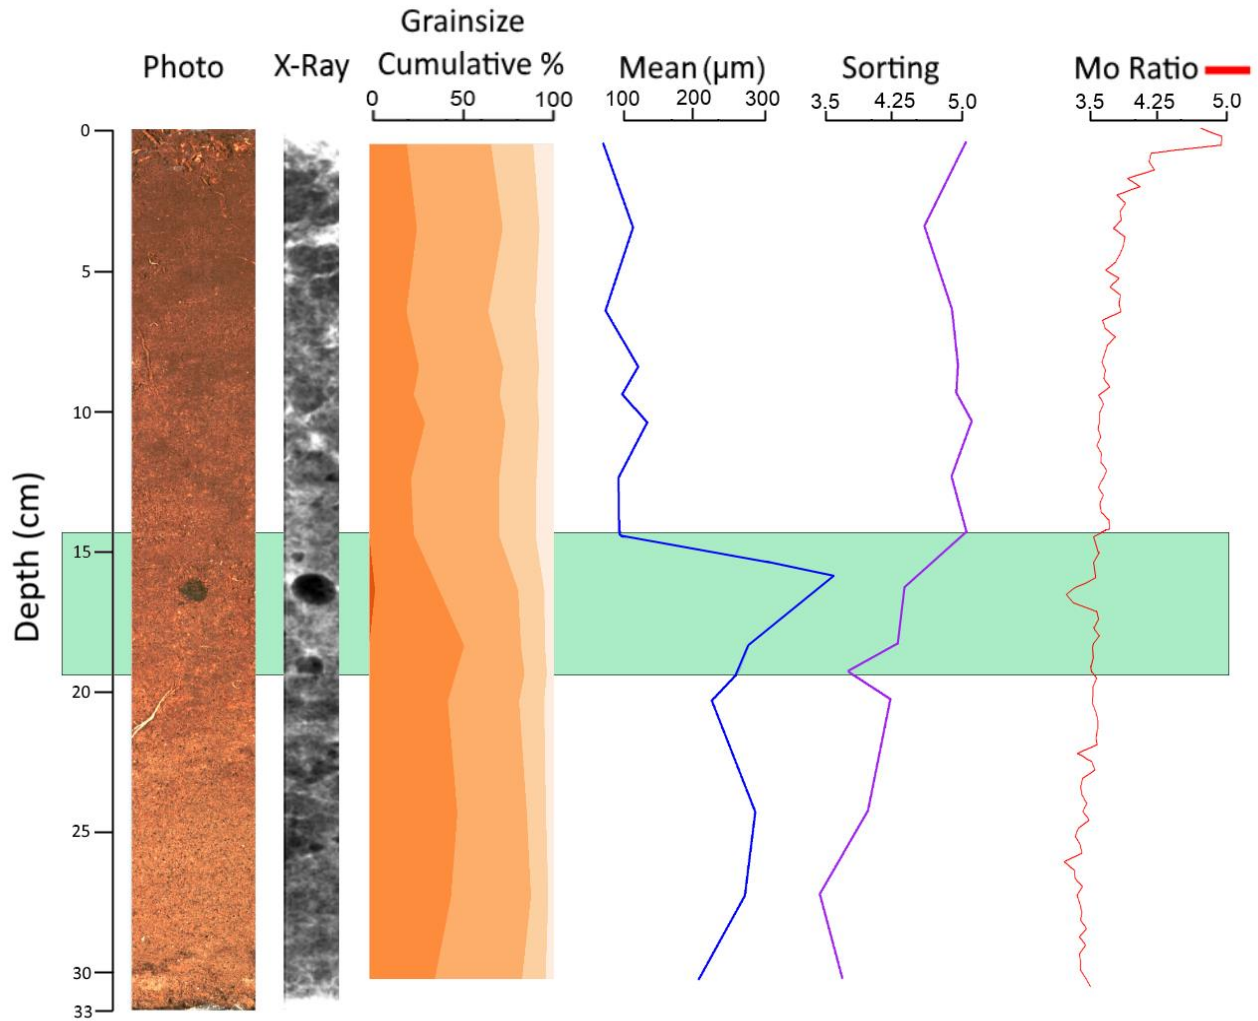 Grainsize
Photo X-Ray Cumulative % Mean (µm) Sorting Mo Ratio
0 50 100 100 200 300 3.5 4.25 5.0 3.5 4.25 5.0
0
5
10
Depth (cm)
15
20
25
30
33